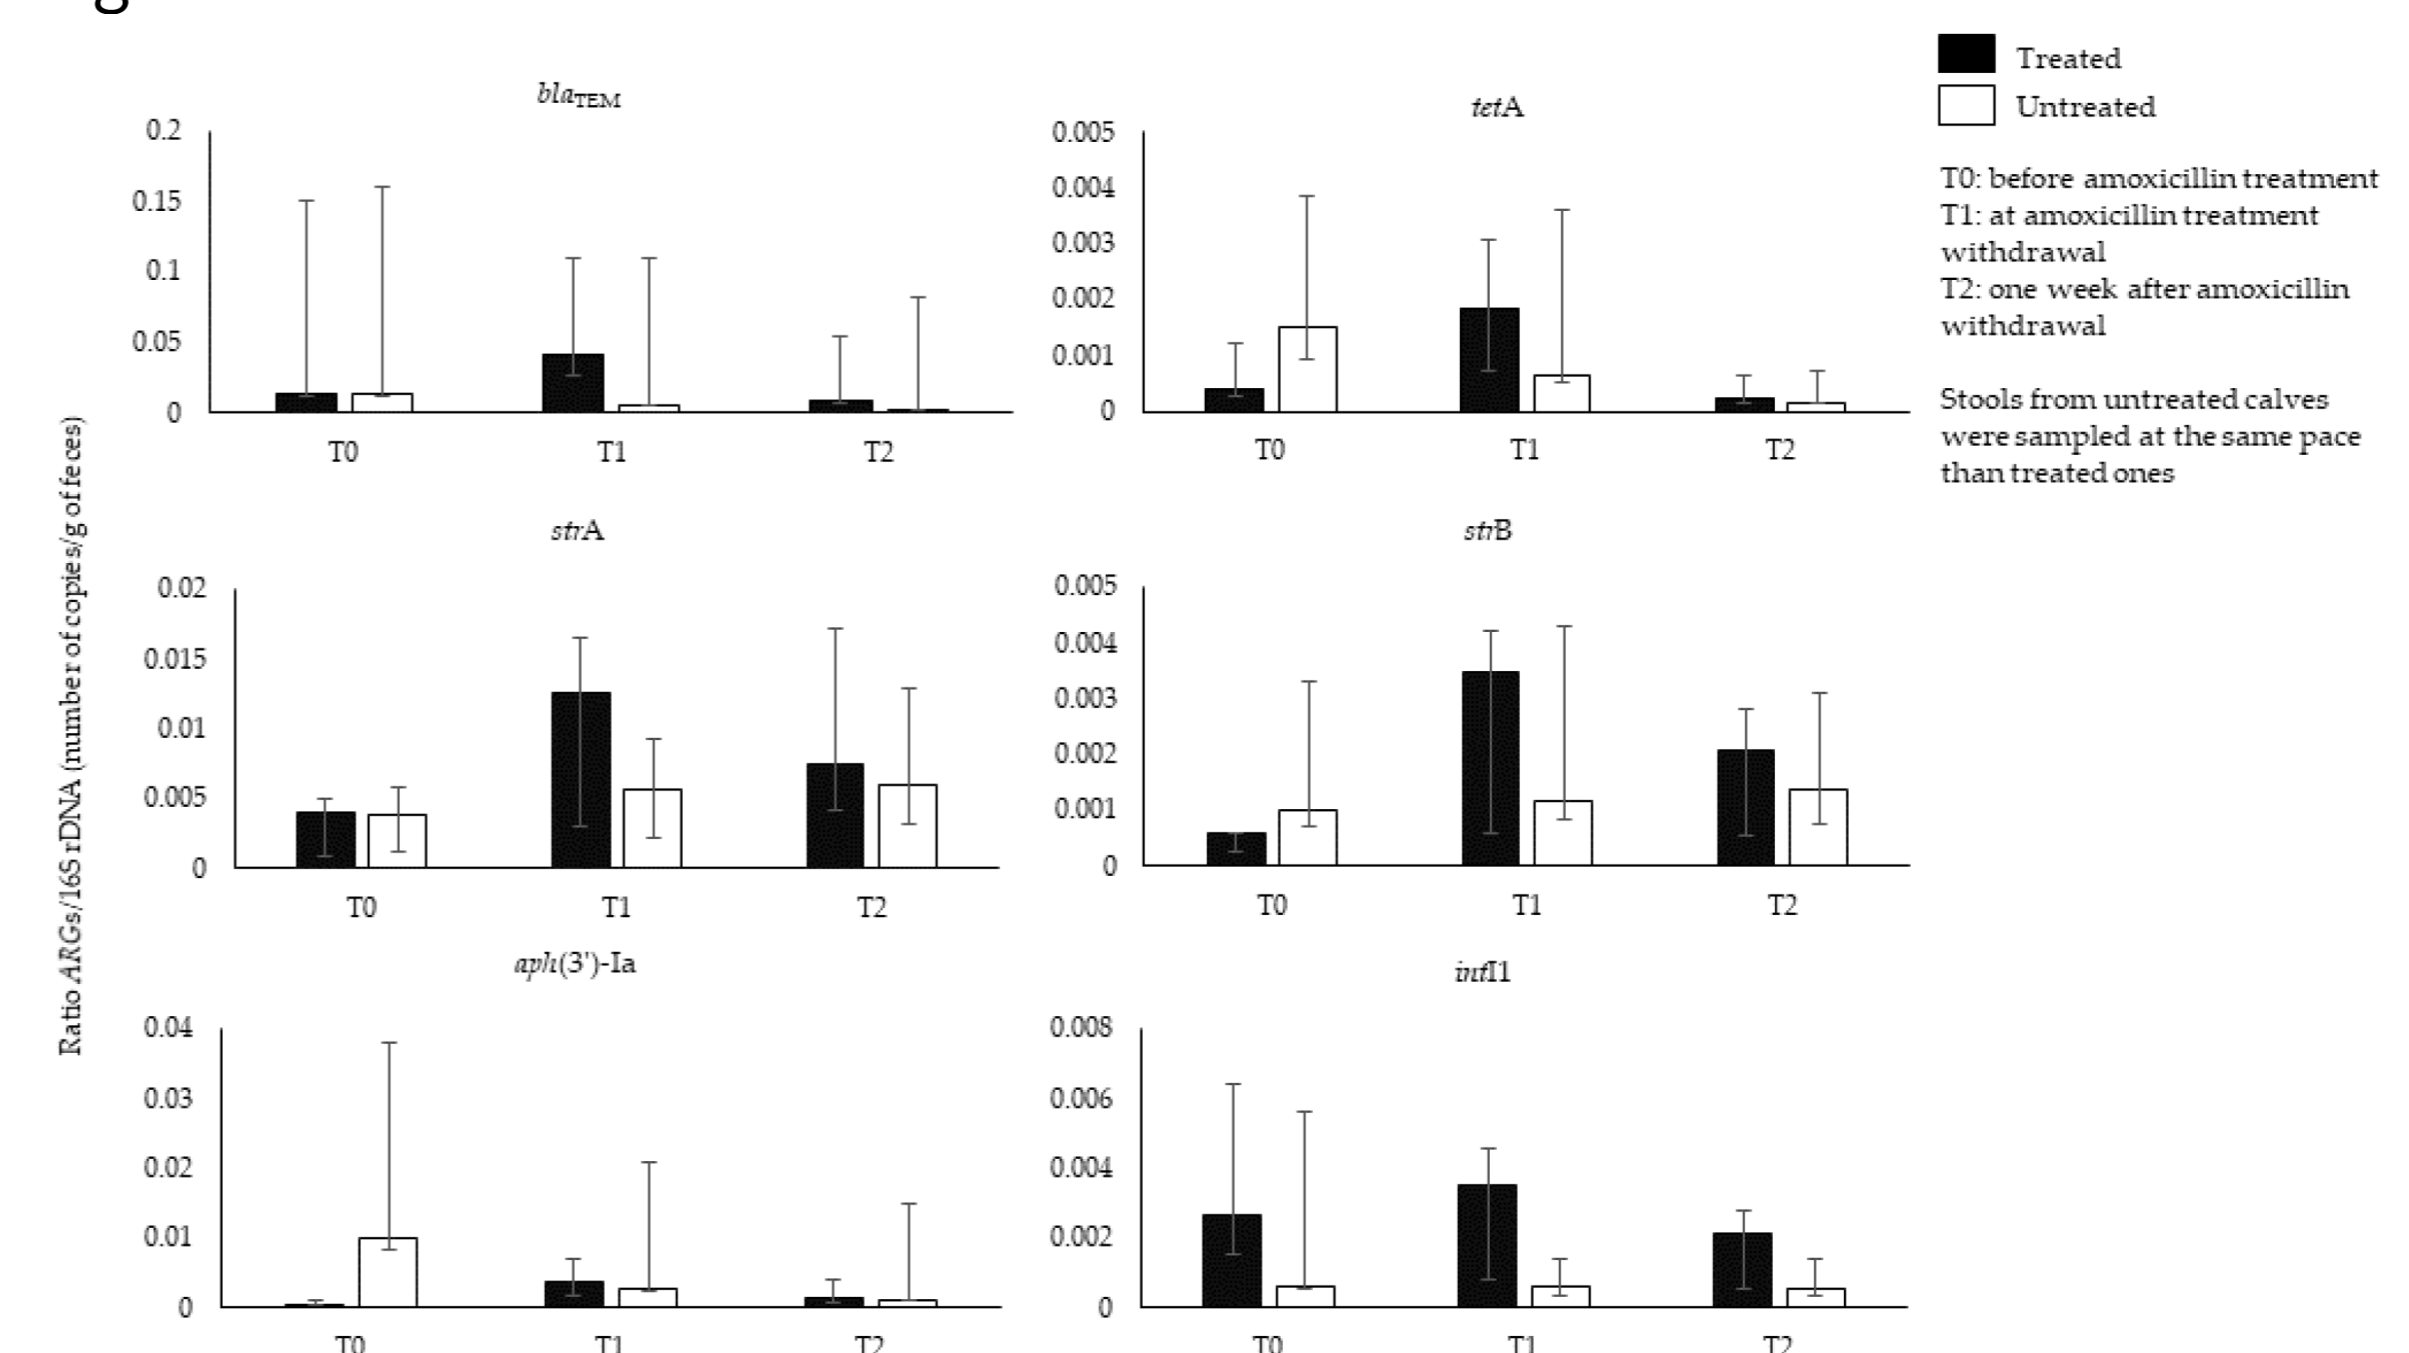 Treated
Untreated
T0: before amoxicillin treatment
T1: at amoxicillin treatment
withdrawal
T2: one week after amoxicillin
withdrawal
Stools from untreated calves
were sampled at the same pace
than treated ones
Ratio ARGs/16S rDNA (number of copies/g of feces)
blaTEM
0.2
0.15
0.1
0.05
0
T0 T1 T2
tetA
0.005
0.004
0.003
0.002
0.001
0
T0 T1 T2
strA
0.02
0.015
0.01
0.005
0
T0 T1 T2
strB
0.005
0.004
0.003
0.002
0.001
0
T0 T1 T2
aph(3')-Ia
0.04
0.03
0.02
0.01
0
T0 T1 T2
intI1
0.008
0.006
0.004
0.002
0
T0 T1 T2